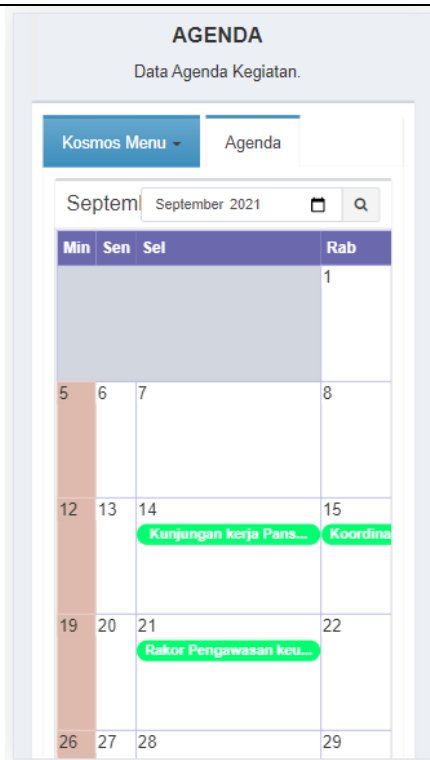 AGENDA
Data Agenda Kegiatan.
Kosmos Menu Agenda
Septem September 2021
Min Sen Sel Rab
1
5 6 7 8
12 13 14 15
Kunjungan kerja Pans... Koordina
19 20 21 22
Rakor Pengawasan keu...
26 27 28 29